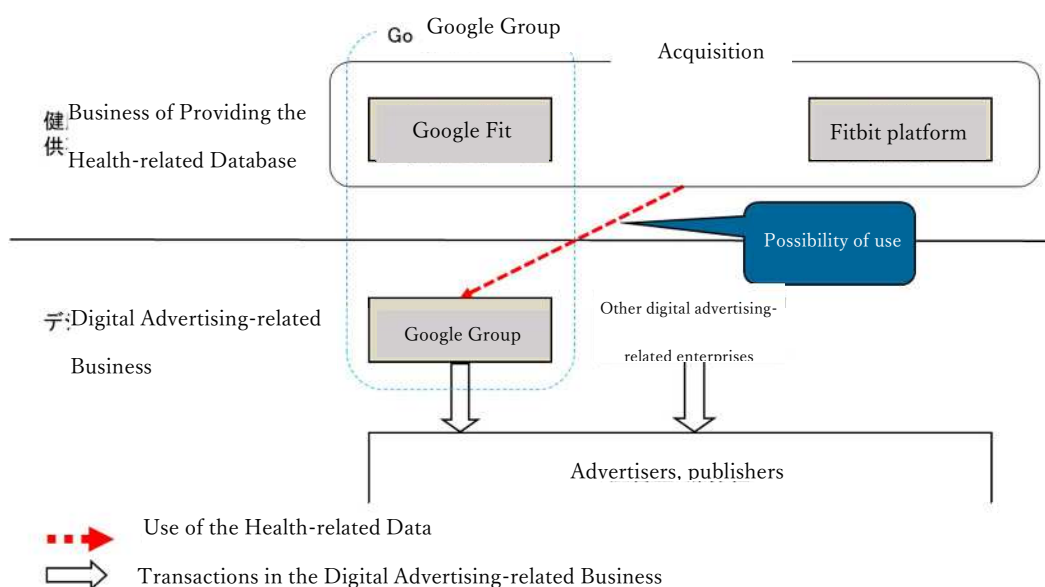 Go Google Group
Acquisition
健 Business of Providing the
供 Health-related Database
Google Fit
Fitbit platform
Possibility of use
デ Digital Advertising-related
Business
Google Group
Other digital advertising-
related enterprises
Advertisers, publishers
Use of the Health-related Data
Transactions in the Digital Advertising-related Business